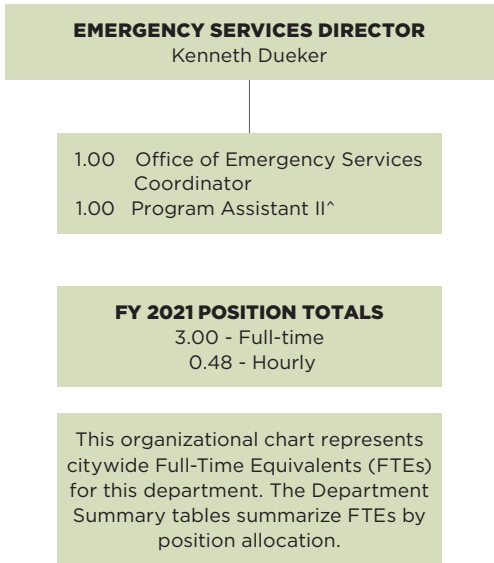 EMERGENCY SERVICES DIRECTOR
Kenneth Dueker
1.00 Office of Emergency Services
Coordinator
1.00 Program Assistant II^
FY 2021 POSITION TOTALS
3.00 - Full-time
0.48 - Hourly
This organizational chart represents
citywide Full-Time Equivalents (FTEs)
for this department. The Department
Summary tables summarize FTEs by
position allocation.